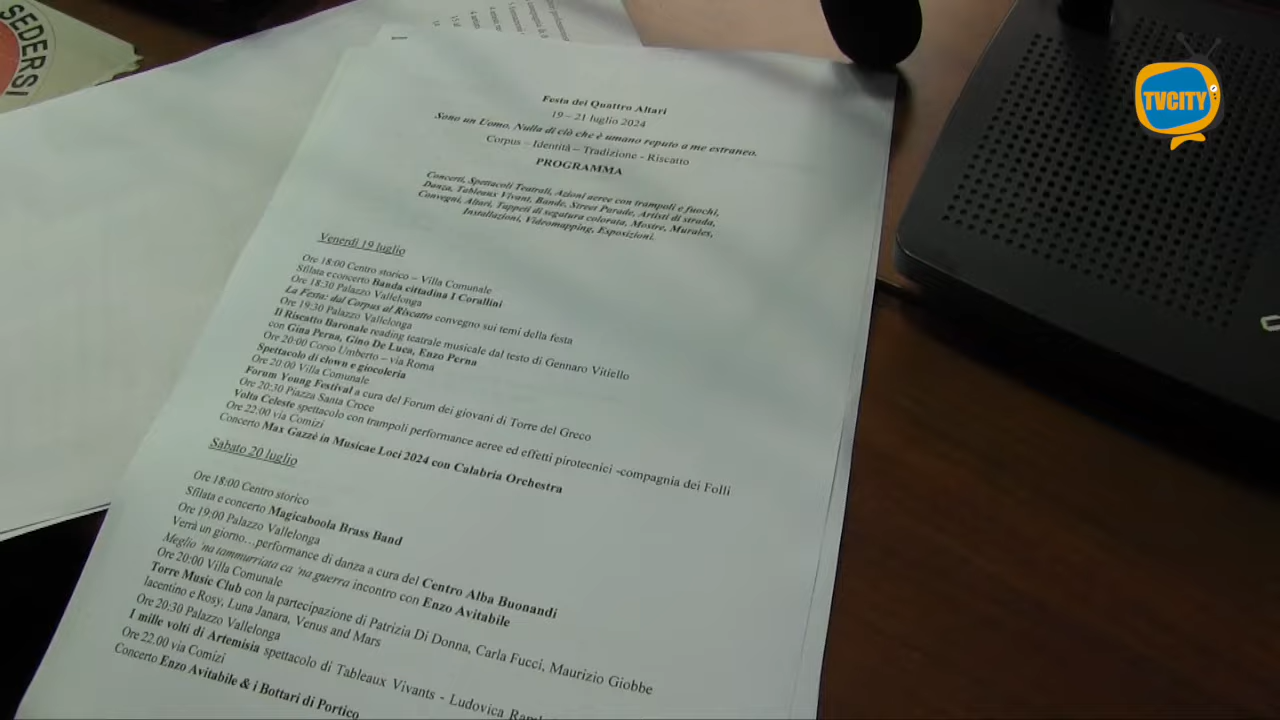 SEDERSI
TVCITY
Festa dei Quattro Altari
19 – 21 luglio 2024
Sono un Uomo. Nulla di ciò che è umano reputo a me estraneo.
Corpus – Identità – Tradizione - Riscatto
PROGRAMMA
Concerti, Spettacoli Teatrali, Azioni aeree con trampoli e fuochi,
Danza, Tableaux Vivant, Bande, Street Parade, Artisti di strada,
Convegni, Altari, Tappeti di segatura colorata, Mostre, Murales,
Installazioni, Videomapping, Esposizioni.
Venerdì 19 luglio
Ore 18:00 Centro storico – Villa Comunale
Sfilata e concerto Banda cittadina I Corallini
Ore 18:30 Palazzo Vallelonga
La Festa: dal Corpus al Riscatto convegno sui temi della festa
Ore 19:30 Palazzo Vallelonga
Il Riscatto Baronale reading teatrale musicale dal testo di Gennaro Vitiello
con Gina Perna, Gino De Luca, Enzo Perna
Ore 20:00 Corso Umberto – via Roma
Spettacolo di clown e giocoleria
Ore 20:00 Villa Comunale
Forum Young Festival a cura del Forum dei giovani di Torre del Greco
Ore 20:30 Piazza Santa Croce
Volta Celeste spettacolo con trampoli performance aeree ed effetti pirotecnici -compagnia dei Folli
Ore 22.00 via Comizi
Concerto Max Gazzè in Musicae Loci 2024 con Calabria Orchestra
Sabato 20 luglio
Ore 18:00 Centro storico
Sfilata e concerto Magicaboola Brass Band
Ore 19:00 Palazzo Vallelonga
Verrà un giorno…performance di danza a cura del Centro Alba Buonandi
Meglio 'na tammurriata ca 'na guerra incontro con Enzo Avitabile
Ore 20:00 Villa Comunale
Torre Music Club con la partecipazione di Patrizia Di Donna, Carla Fucci, Maurizio Giobbe
Iacentino e Rosy, Luna Janara, Venus and Mars
Ore 20:30 Palazzo Vallelonga
I mille volti di Artemisia spettacolo di Tableaux Vivants - Ludovica
Ore 22.00 via Comizi
Concerto Enzo Avitabile & i Bottari di Portico